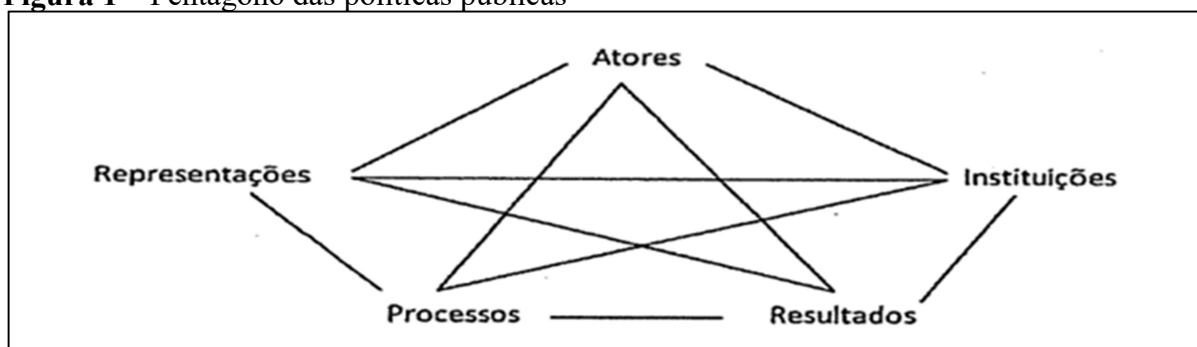 Figura 1 – Pentágono das políticas públicas
Atores
Representações
Instituições
Processos
Resultados